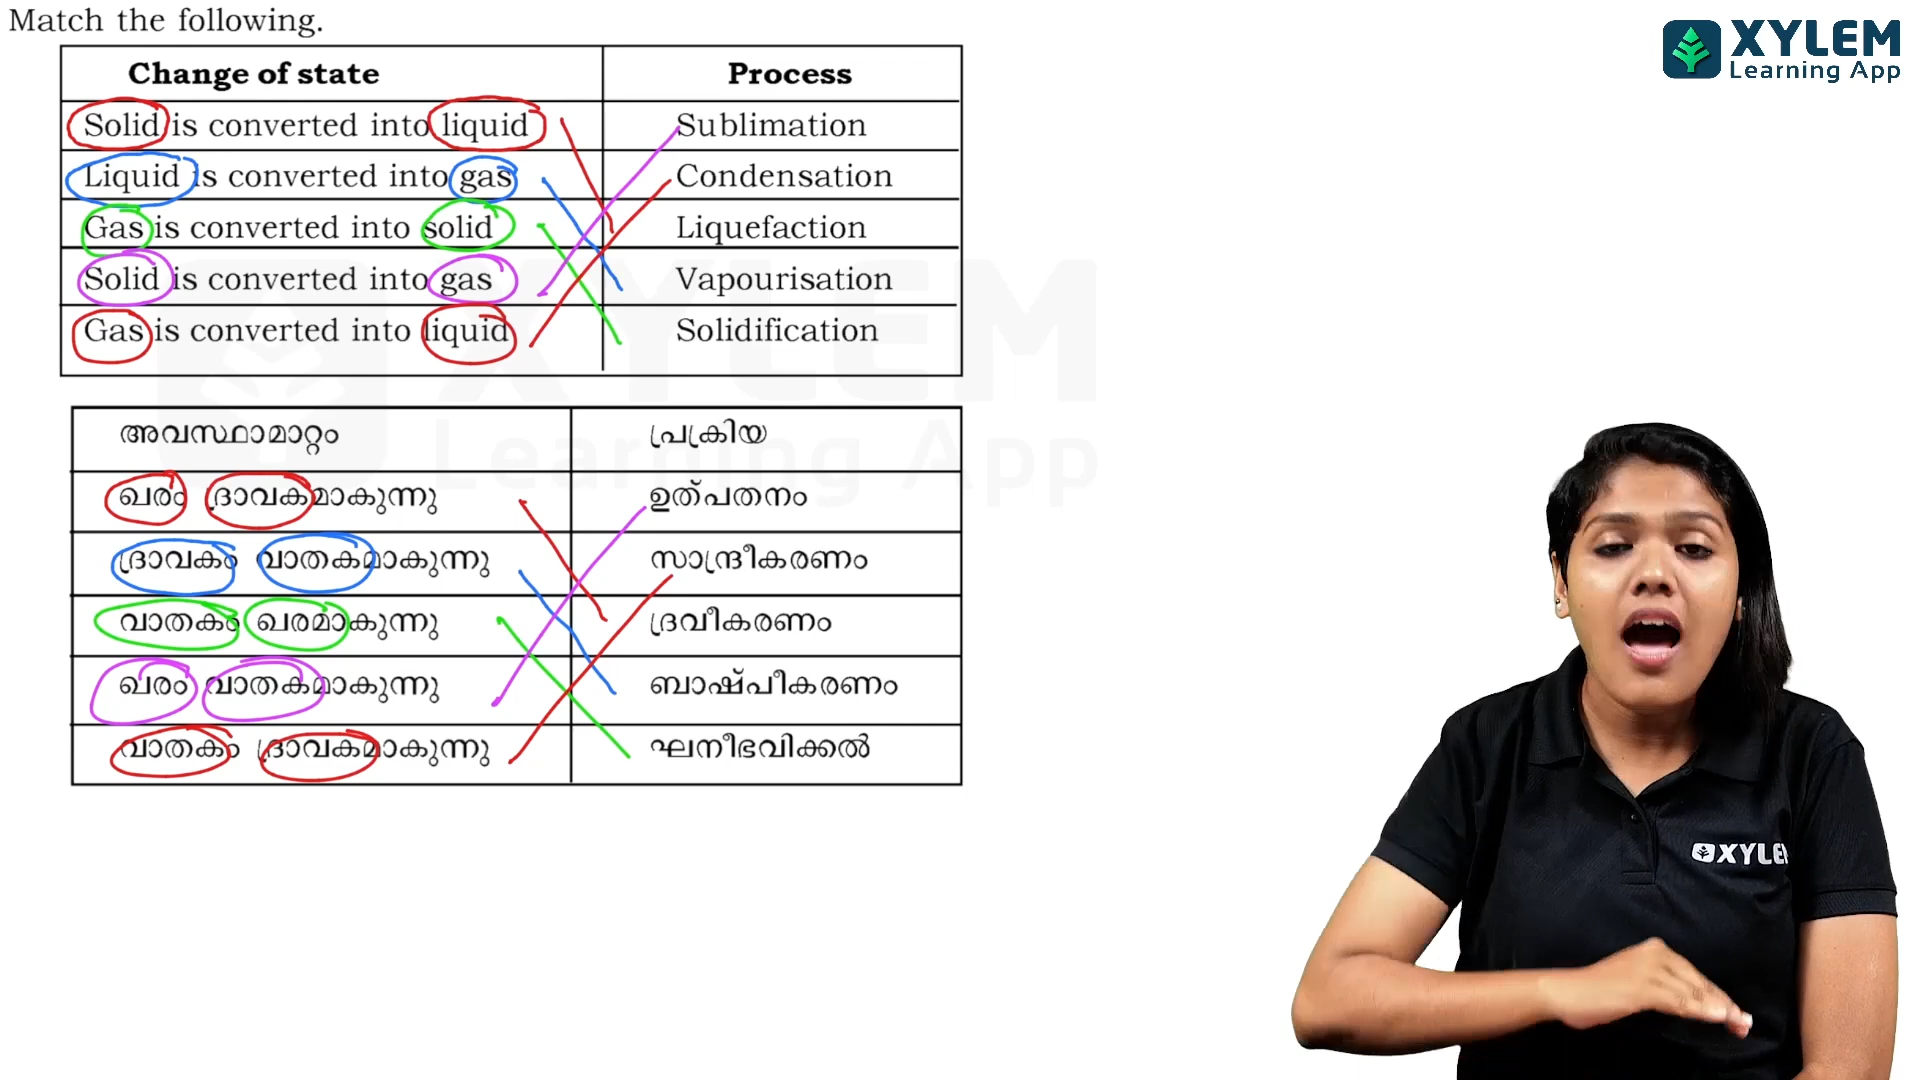 Match the following.
XYLEM
Learning App
Change of state Process
Solid is converted into liquid Sublimation
Liquid is converted into gas Condensation
Gas is converted into solid Liquefaction
Solid is converted into gas Vapourisation
Gas is converted into liquid Solidification
XYLEM
Learning App
അവസ്ഥാമാറ്റം പ്രക്രിയ
ഖരം ദ്രാവകമാകുന്നു ഉത്പതനം
ദ്രാവകം വാതകമാകുന്നു സാന്ദ്രീകരണം
വാതകം ഖരമാകുന്നു ദ്രവീകരണം
ഖരം വാതകമാകുന്നു ബാഷ്പീകരണം
വാതകം ദ്രാവകമാകുന്നു ഘനീഭവിക്കൽ
XYLE